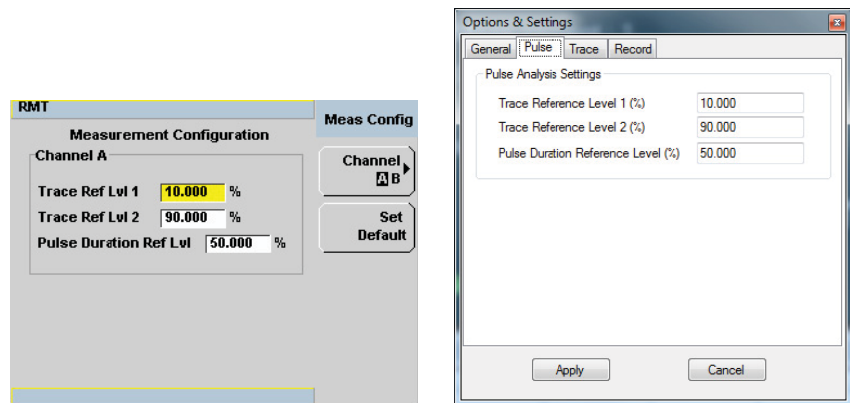 RMT
Meas Config
Measurement Configuration
Channel A
Trace Ref Lvl 1 10.000 %
Trace Ref Lvl 2 90.000 %
Pulse Duration Ref Lvl 50.000 %
Channel
A B
Set
Default
Options & Settings
General Pulse Trace Record
Pulse Analysis Settings
Trace Reference Level 1 (%) 10.000
Trace Reference Level 2 (%) 90.000
Pulse Duration Reference Level (%) 50.000
Apply Cancel